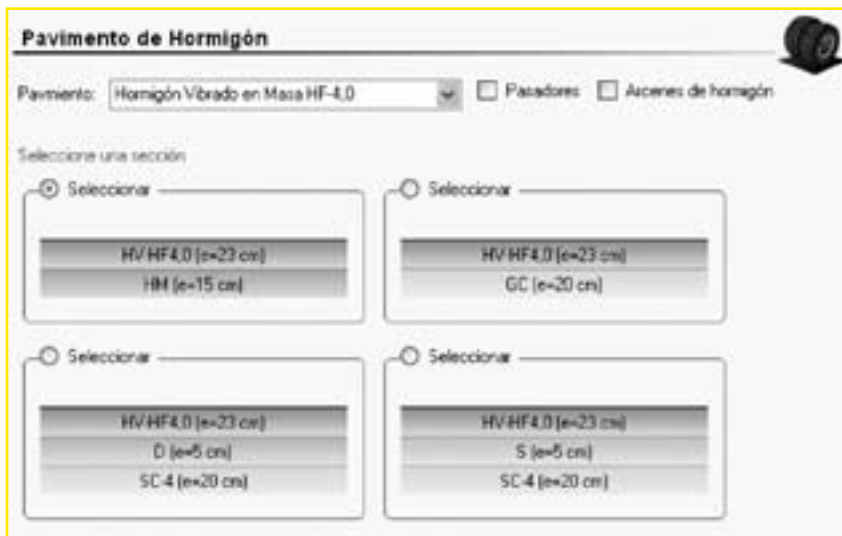 Pavimento de Hormigón
Pavimento: Hormigón Vibrado en Masa HF-4,0 Pasadores Arcenes de hormigón
Seleccione una sección
Seleccionar Seleccionar
HV-HF4,0 (e=23 cm) HV-HF4,0 (e=23 cm)
HM (e=15 cm) GC (e=20 cm)
Seleccionar Seleccionar
HV-HF4,0 (e=23 cm) HV-HF4,0 (e=23 cm)
D (e=5 cm) S (e=5 cm)
SC-4 (e=20 cm) SC-4 (e=20 cm)